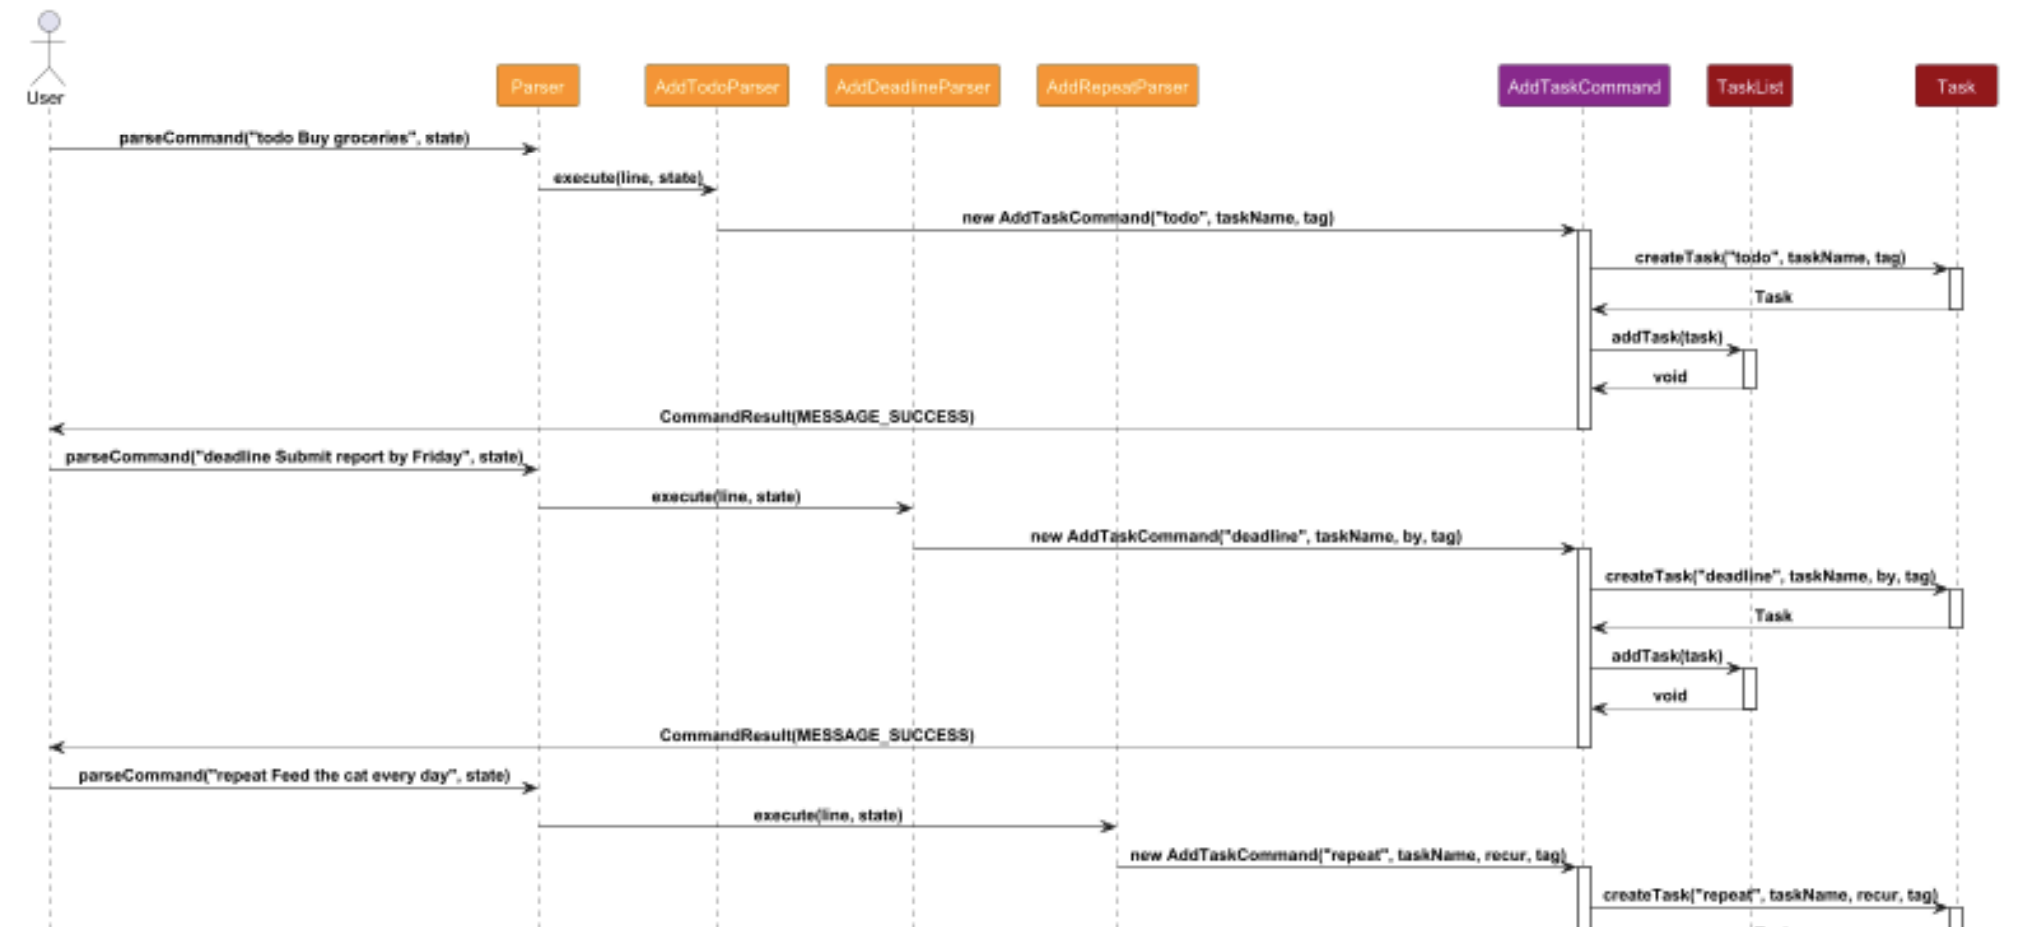 User
Parser
AddTodoParser
AddDeadlineParser
AddRepeatParser
AddTaskCommand
TaskList
Task
parseCommand("todo Buy groceries", state)
execute(line, state)
new AddTaskCommand("todo", taskName, tag)
createTask("todo", taskName, tag)
Task
addTask(task)
void
CommandResult(MESSAGE_SUCCESS)
parseCommand("deadline Submit report by Friday", state)
execute(line, state)
new AddTaskCommand("deadline", taskName, by, tag)
createTask("deadline", taskName, by, tag)
Task
addTask(task)
void
CommandResult(MESSAGE_SUCCESS)
parseCommand("repeat Feed the cat every day", state)
execute(line, state)
new AddTaskCommand("repeat", taskName, recur, tag)
createTask("repeat", taskName, recur, tag)